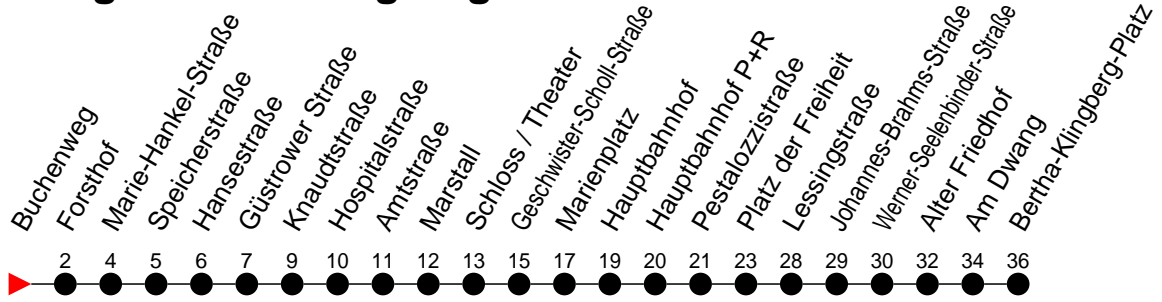 Buchenweg
Forsthof
Marie-Hankel-Straße
Speicherstraße
Hansestraße
Güstrower Straße
Knaudtstraße
Hospitalstraße
Amtstraße
Marstall
Schloss / Theater
Geschwister-Scholl-Straße
Marienplatz
Hauptbahnhof
Hauptbahnhof P+R
Pestalozzistraße
Platz der Freiheit
Lessingstraße
Johannes-Brahms-Straße
Werner-Seelenbinder-Straße
Alter Friedhof
Am Dwang
Bertha-Klingberg-Platz
2 4 5 6 7 9 10 11 12 13 15 17 19 20 21 23 28 29 30 32 34 36